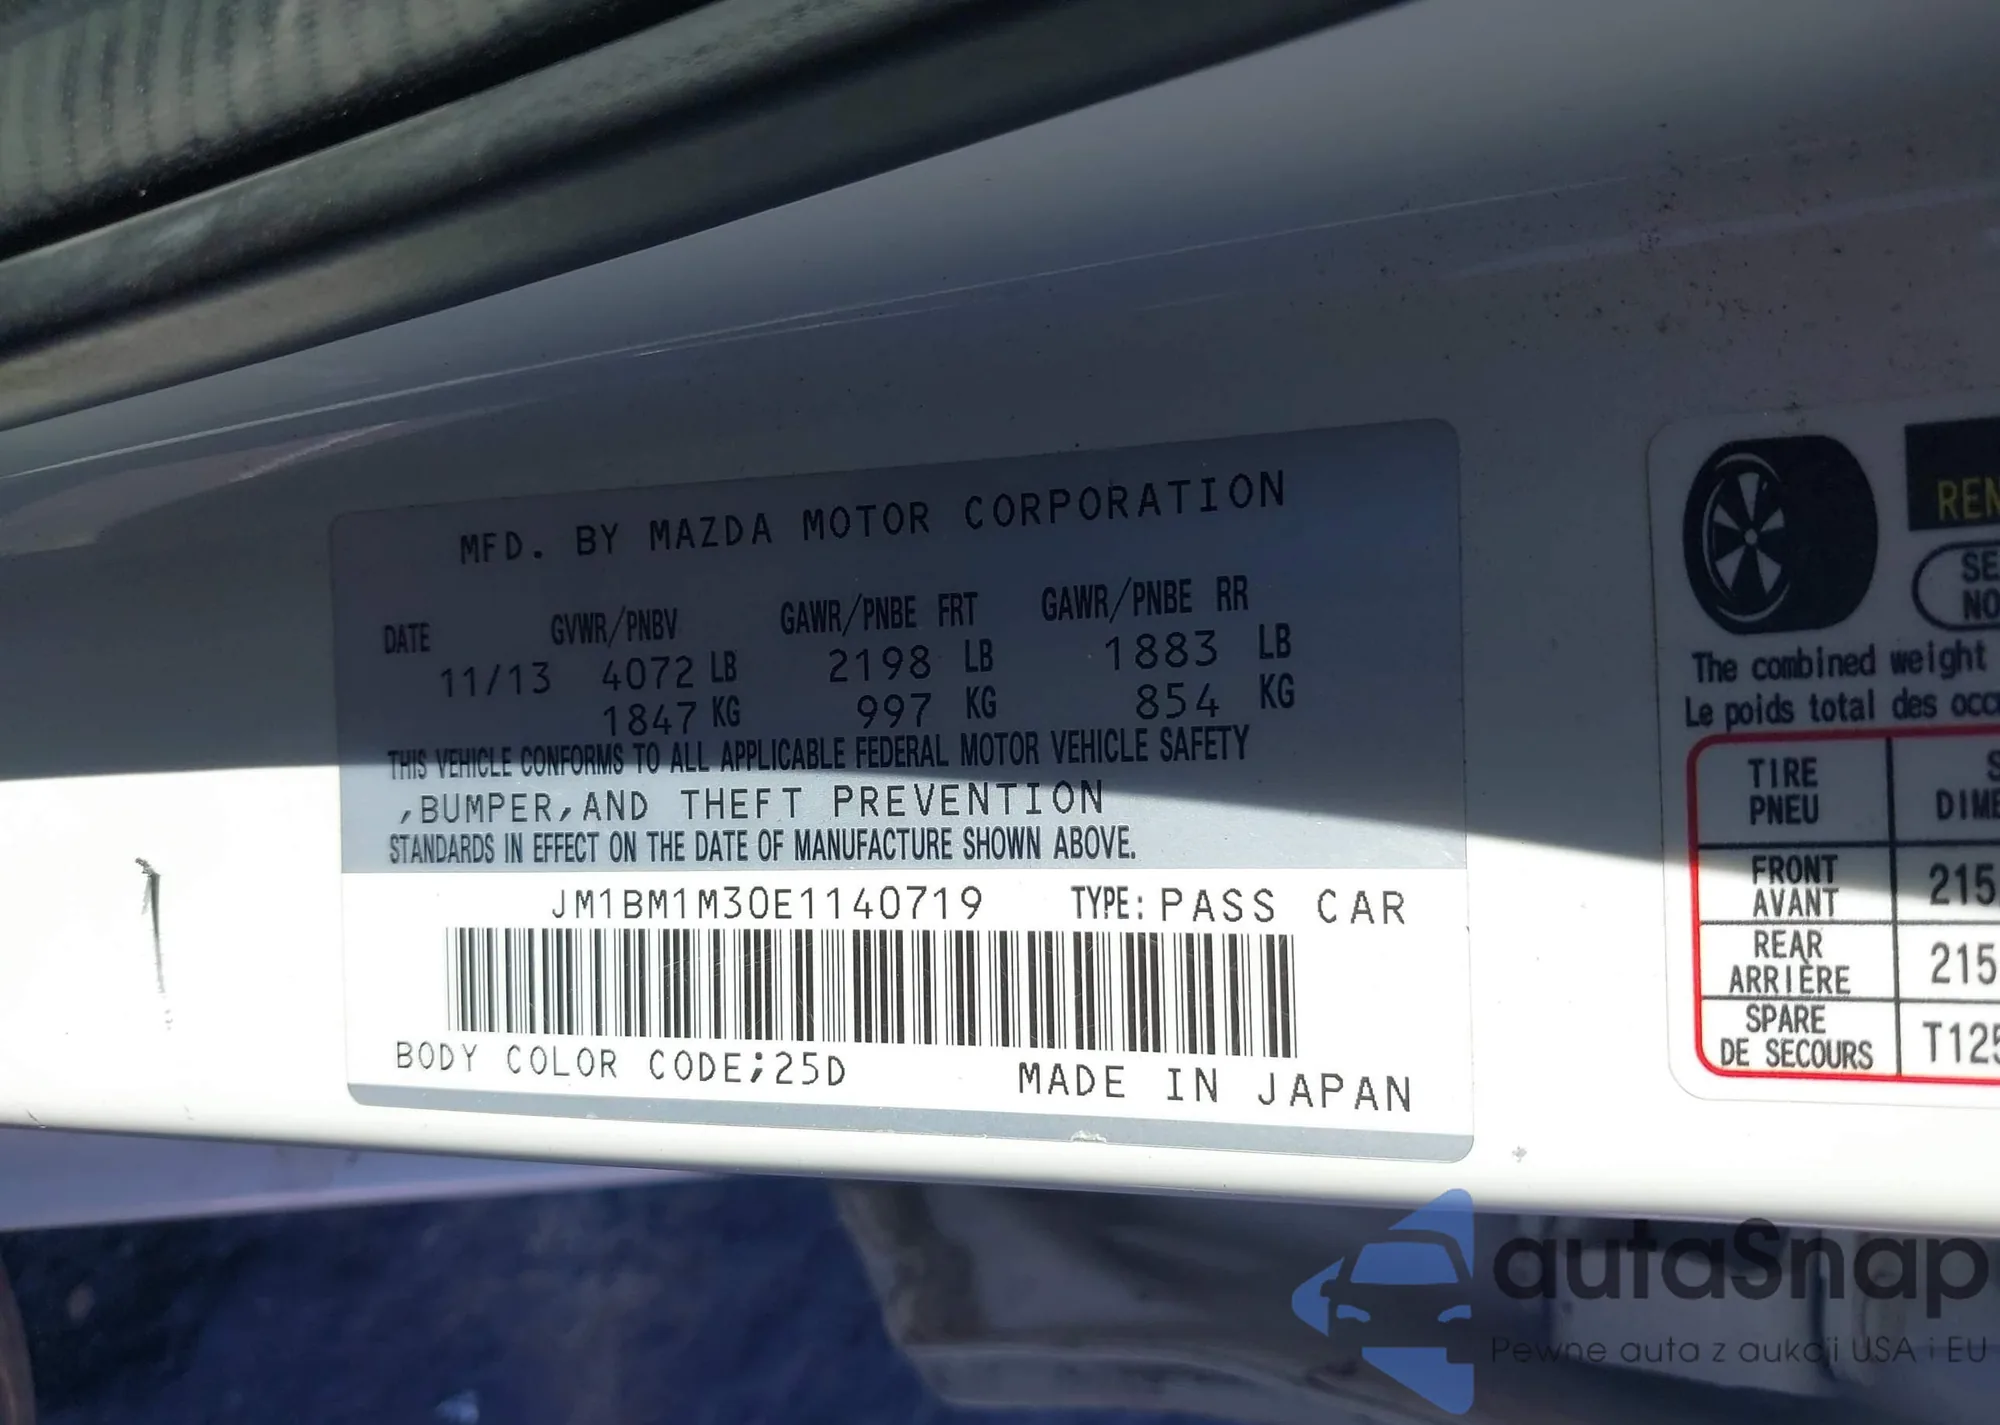 MFD. BY MAZDA MOTOR CORPORATION
DATE GVWR/PNBV GAWR/PNBE FRT GAWR/PNBE RR
11/13 4072 LB 2198 LB 1883 LB
1847 KG 997 KG 854 KG
THIS VEHICLE CONFORMS TO ALL APPLICABLE FEDERAL MOTOR VEHICLE SAFETY
,BUMPER,AND THEFT PREVENTION
STANDARDS IN EFFECT ON THE DATE OF MANUFACTURE SHOWN ABOVE.
JM1BM1M30E1140719 TYPE: PASS CAR
BODY COLOR CODE;25D MADE IN JAPAN
The combined weight
Le poids total des
TIRE
PNEU
FRONT
AVANT
215
REAR
ARRIÈRE
215
SPARE
DE SECOURS
T125
autaSnap
Pewne auta z aukcji USA i EU